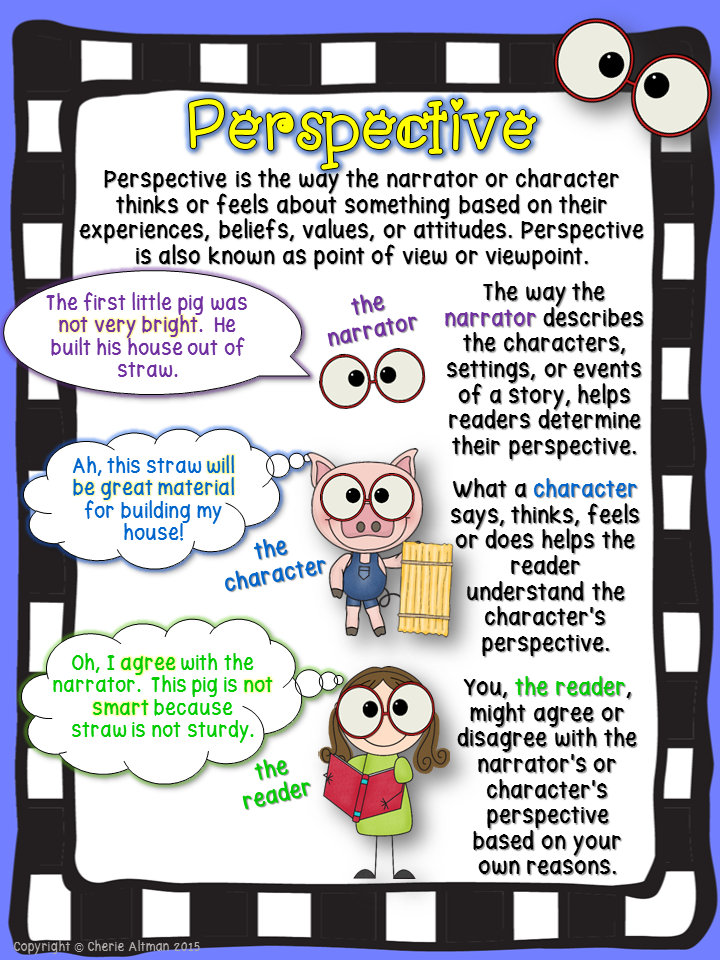 Perspective
Perspective is the way the narrator or character
thinks or feels about something based on their
experiences, beliefs, values, or attitudes. Perspective
is also known as point of view or viewpoint.
The first little pig was
not very bright. He
built his house out of
straw.
the
narrator
The way the
narrator describes
the characters,
settings, or events
of a story, helps
readers determine
their perspective.
Ah, this straw will
be great material
for building my
house!
the
character
What a character
says, thinks, feels
or does helps the
reader
understand the
character's
perspective.
Oh, I agree with the
narrator. This pig is not
smart because
straw is not sturdy.
the
reader
You, the reader,
might agree or
disagree with the
narrator's or
character's
perspective
based on your
own reasons.
Copyright © Cherie Altman 2015